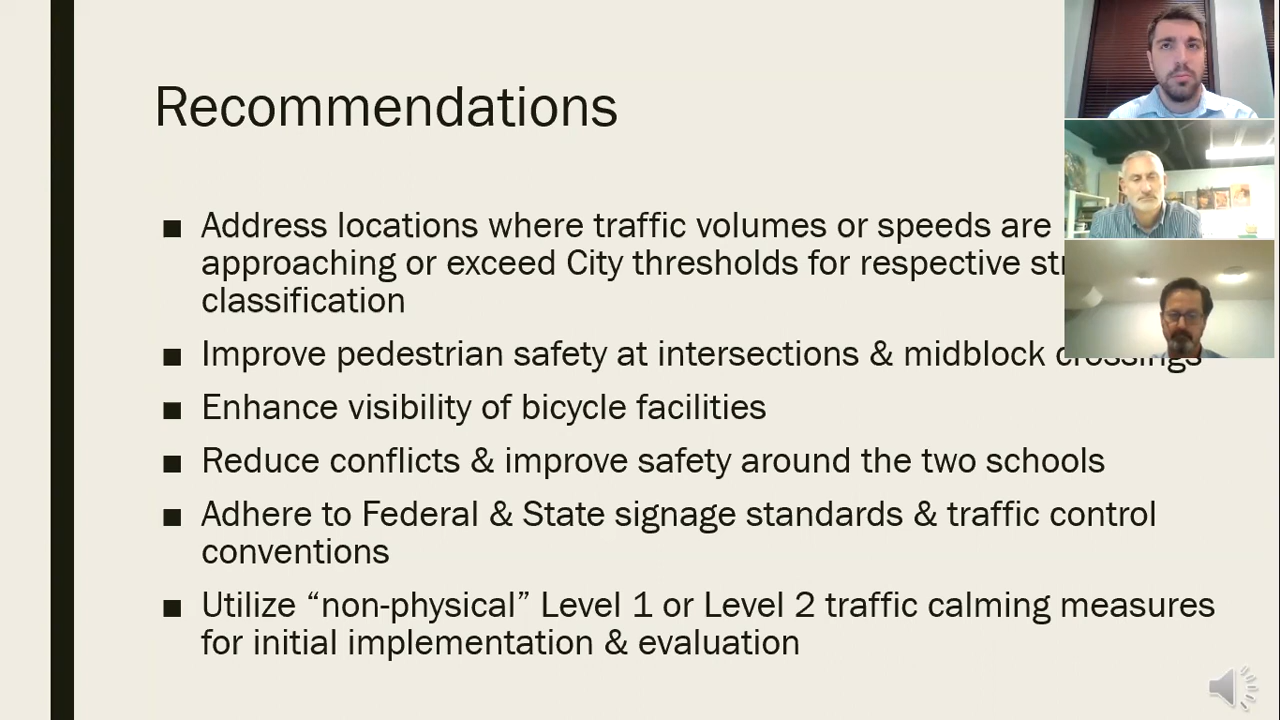 Recommendations
■ Address locations where traffic volumes or speeds are
approaching or exceed City thresholds for respective
classification
■ Improve pedestrian safety at intersections & midblock crossings
■ Enhance visibility of bicycle facilities
■ Reduce conflicts & improve safety around the two schools
■ Adhere to Federal & State signage standards & traffic control
conventions
■ Utilize “non-physical” Level 1 or Level 2 traffic calming measures
for initial implementation & evaluation